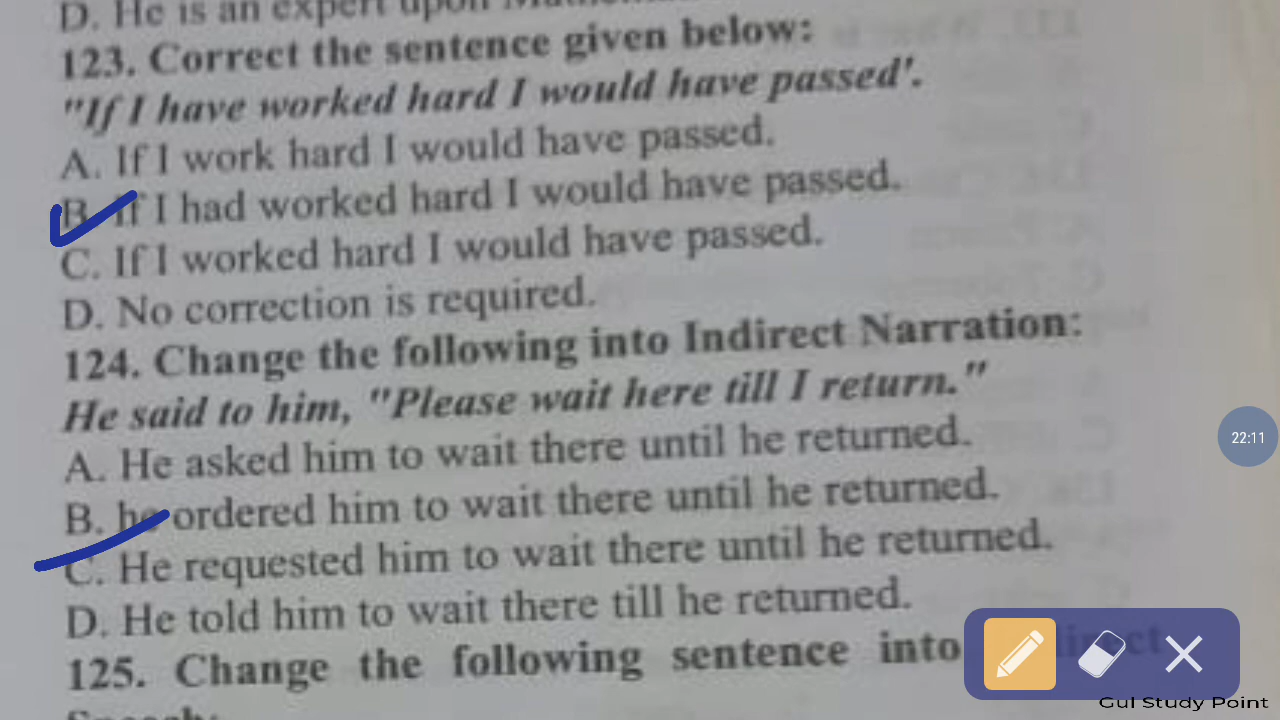 D. He is an expert upon
123. Correct the sentence given below:
"If I have worked hard I would have passed'.
A. If I work hard I would have passed.
B. If I had worked hard I would have passed.
C. If I worked hard I would have passed.
D. No correction is required.
124. Change the following into Indirect Narration:
He said to him, "Please wait here till I return."
A. He asked him to wait there until he returned.
B. he ordered him to wait there until he returned.
C. He requested him to wait there until he returned.
D. He told him to wait there till he returned.
125. Change the following sentence into
22:11
Gul Study Point